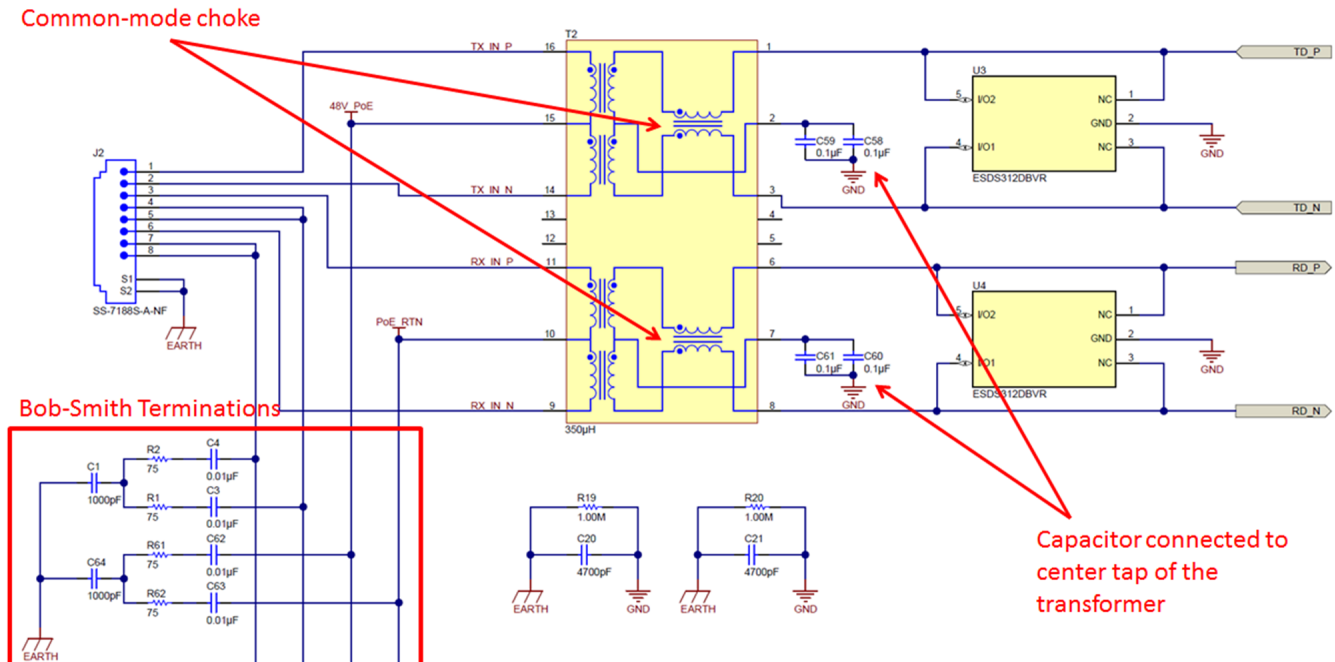 Common-mode choke
T2
TX_IN_P
16
1
TD_P
U3
48V_PoE
5
I/O2
NC
1
15
2
C59
0.1µF
C58
0.1µF
GND
2
GND
J2
4
I/O1
NC
3
GND
ESDS312DBVR
1
2
3
4
5
6
7
8
TX_IN_N
14
3
13
4
TD_N
12
5
S1
S2
RX_IN_P
11
6
RD_P
SS-7188S-A-NF
U4
PoE_RTN
5
I/O2
NC
1
EARTH
10
7
GND
2
C61
0.1µF
C60
0.1µF
4
I/O1
NC
3
GND
GND
ESDS312DBVR
Bob-Smith Terminations
RX_IN_N
9
8
RD_N
350µH
R2
75
C4
0.01µF
C1
1000pF
R1
75
C3
0.01µF
R19
1.00M
R20
1.00M
R61
75
C62
0.01µF
C20
4700pF
C21
4700pF
C64
1000pF
R62
75
C63
0.01µF
EARTH
GND
EARTH
GND
EARTH
Capacitor connected to
center tap of the
transformer